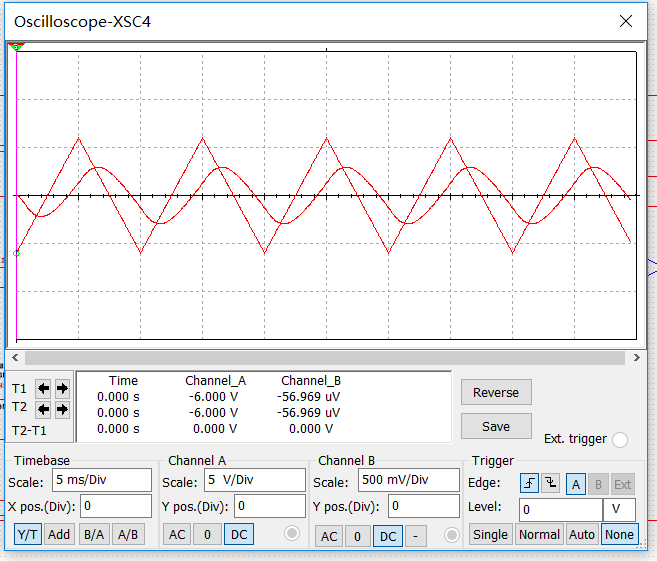 Oscilloscope-XSC4
T1
T2
T2-T1
Time Channel_A Channel_B
0.000 s -6.000 V -56.969 uV
0.000 s -6.000 V -56.969 uV
0.000 s 0.000 V 0.000 V
Reverse
Save
Ext. trigger
Timebase
Scale: 5 ms/Div
X pos.(Div): 0
Y/T Add B/A A/B
Channel A
Scale: 5 V/Div
Y pos.(Div): 0
AC 0 DC
Channel B
Scale: 500 mV/Div
Y pos.(Div): 0
AC 0 DC -
Trigger
Edge: A B Ext
Level: 0 V
Single Normal Auto None